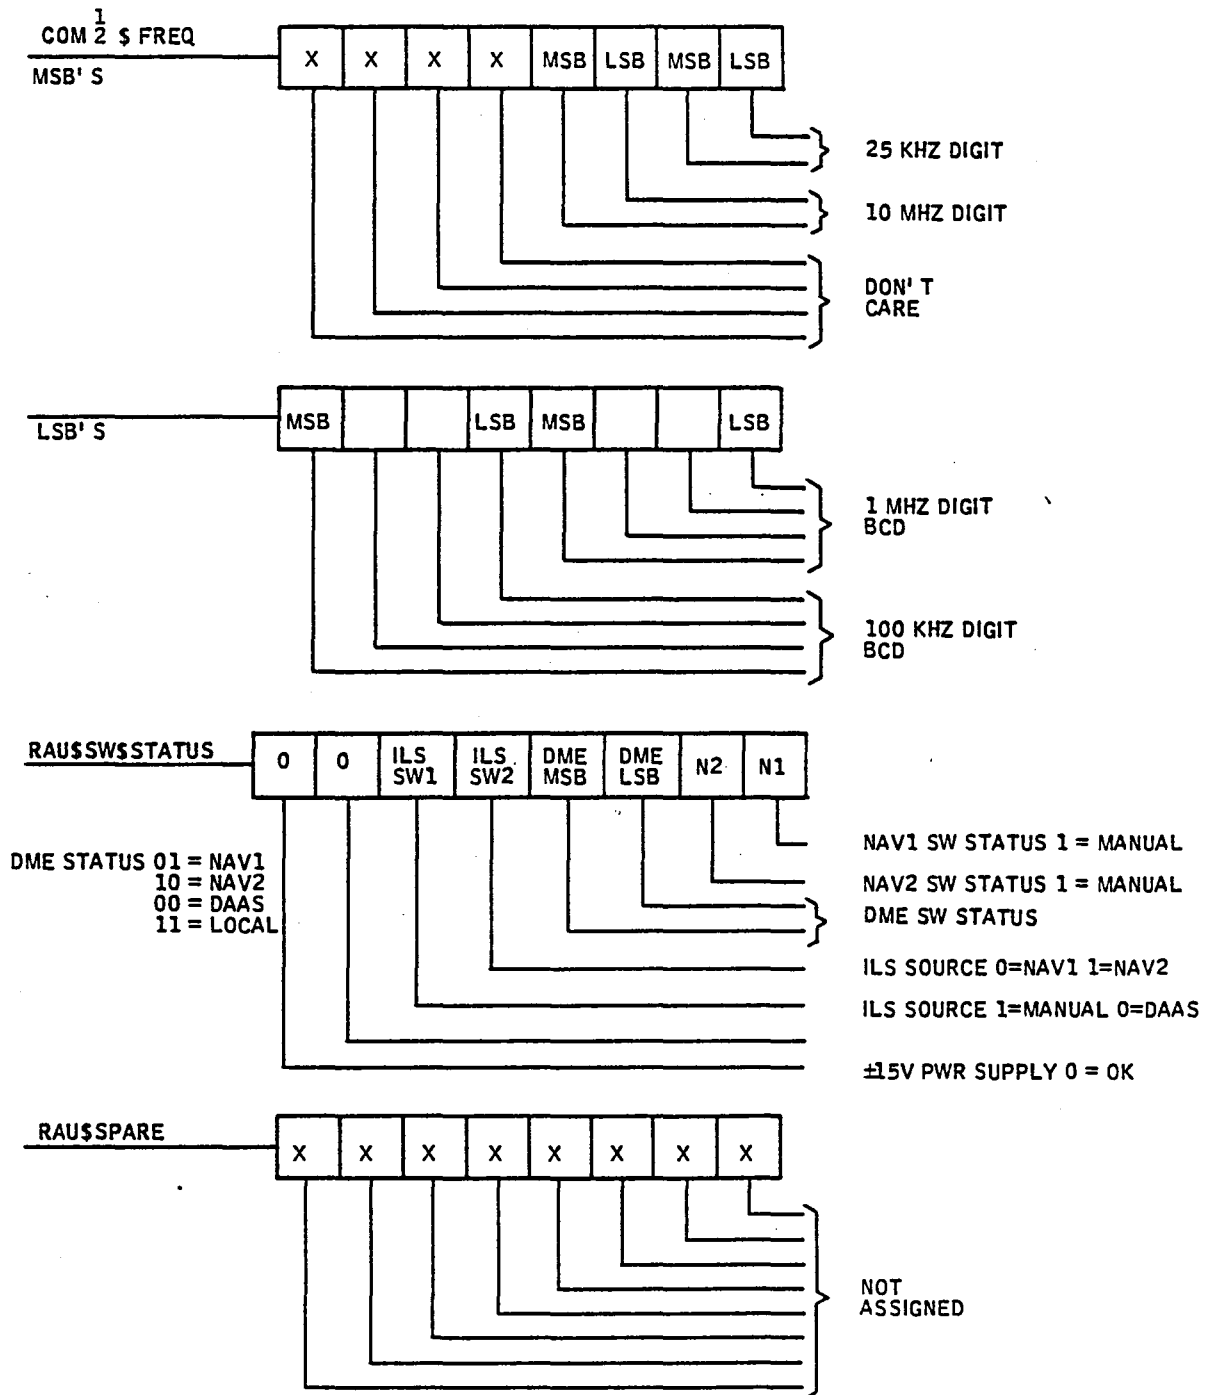 COM 1/2 $ FREQ
MSB'S
X X X X MSB LSB MSB LSB
25 KHZ DIGIT
10 MHZ DIGIT
DON'T
CARE
LSB'S
MSB LSB MSB LSB
1 MHZ DIGIT
BCD
100 KHZ DIGIT
BCD
RAU$SW$STATUS
0 0 ILS SW1 ILS SW2 DME MSB DME LSB N2 N1
DME STATUS 01 = NAV1
10 = NAV2
00 = DAAS
11 = LOCAL
NAV1 SW STATUS 1 = MANUAL
NAV2 SW STATUS 1 = MANUAL
DME SW STATUS
ILS SOURCE 0=NAV1 1=NAV2
ILS SOURCE 1=MANUAL 0=DAAS
±15V PWR SUPPLY 0 = OK
RAU$SPARE
X X X X X X X X
NOT
ASSIGNED